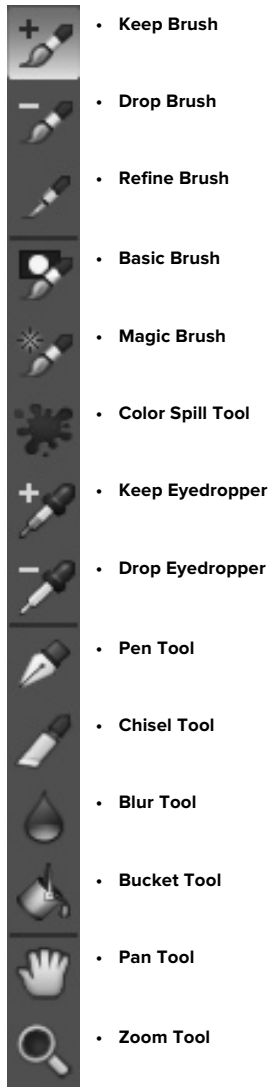 • Keep Brush
• Drop Brush
• Refine Brush
• Basic Brush
• Magic Brush
• Color Spill Tool
• Keep Eyedropper
• Drop Eyedropper
• Pen Tool
• Chisel Tool
• Blur Tool
• Bucket Tool
• Pan Tool
• Zoom Tool